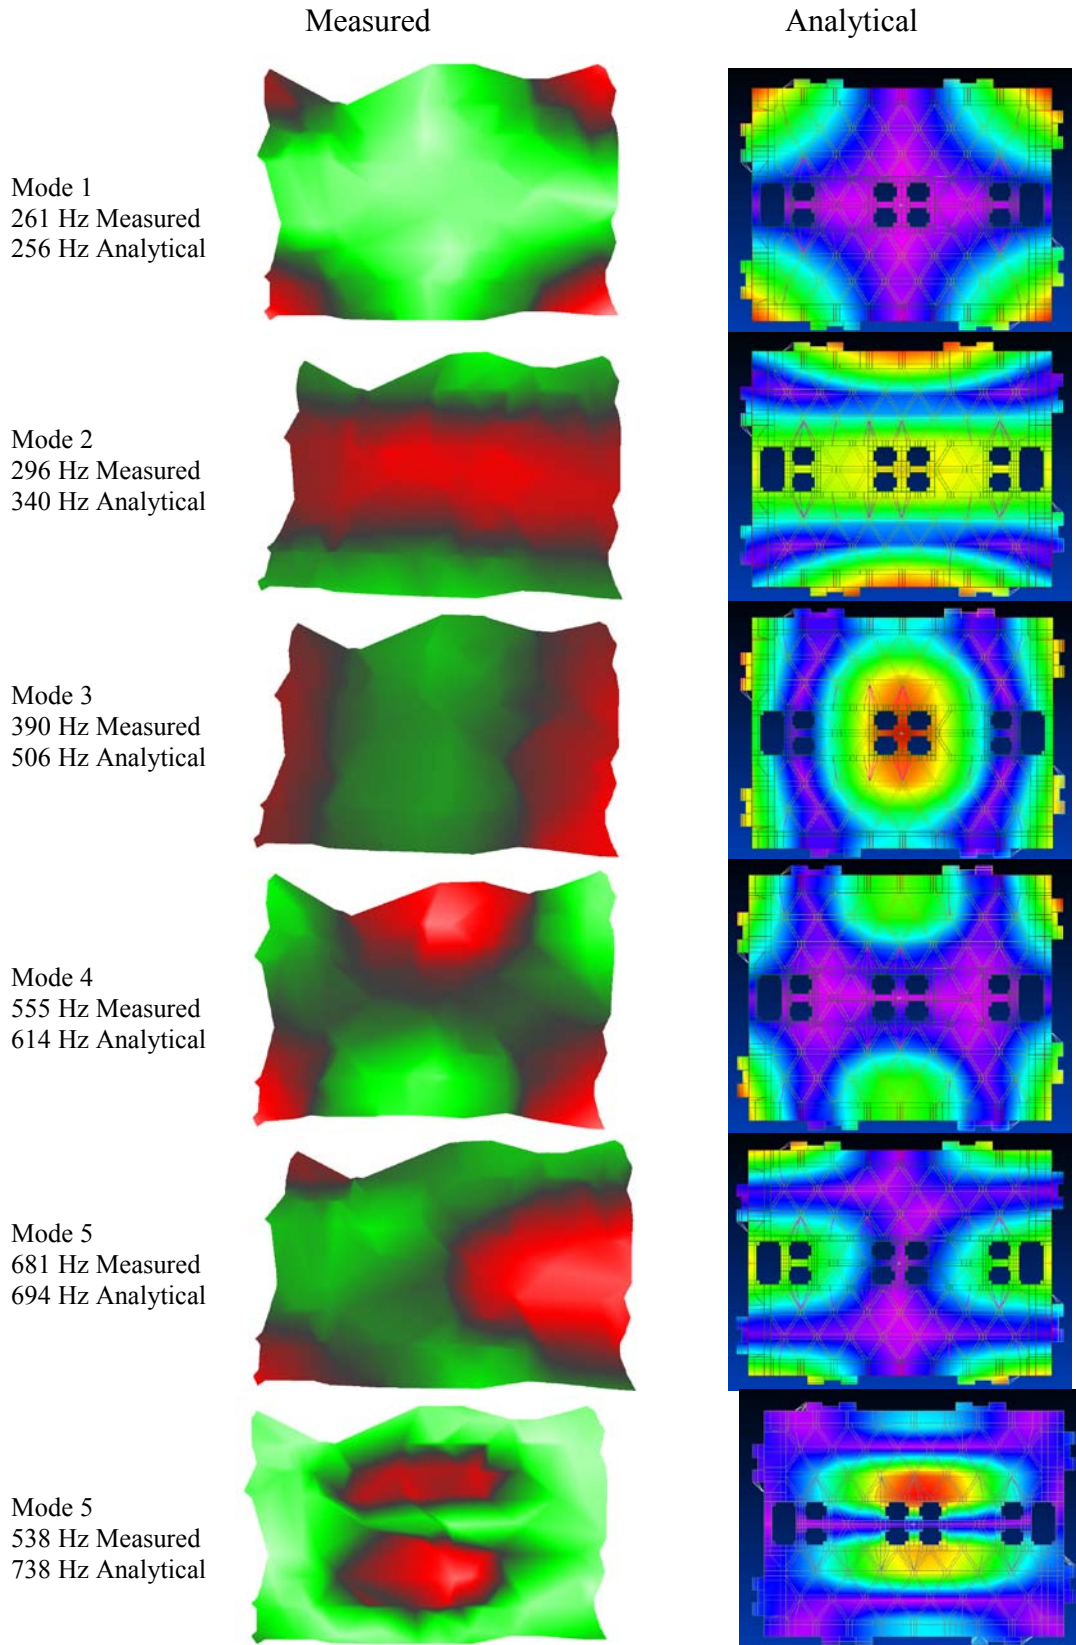 Measured Analytical
Mode 1
261 Hz Measured
256 Hz Analytical
Mode 2
296 Hz Measured
340 Hz Analytical
Mode 3
390 Hz Measured
506 Hz Analytical
Mode 4
555 Hz Measured
614 Hz Analytical
Mode 5
681 Hz Measured
694 Hz Analytical
Mode 5
538 Hz Measured
738 Hz Analytical